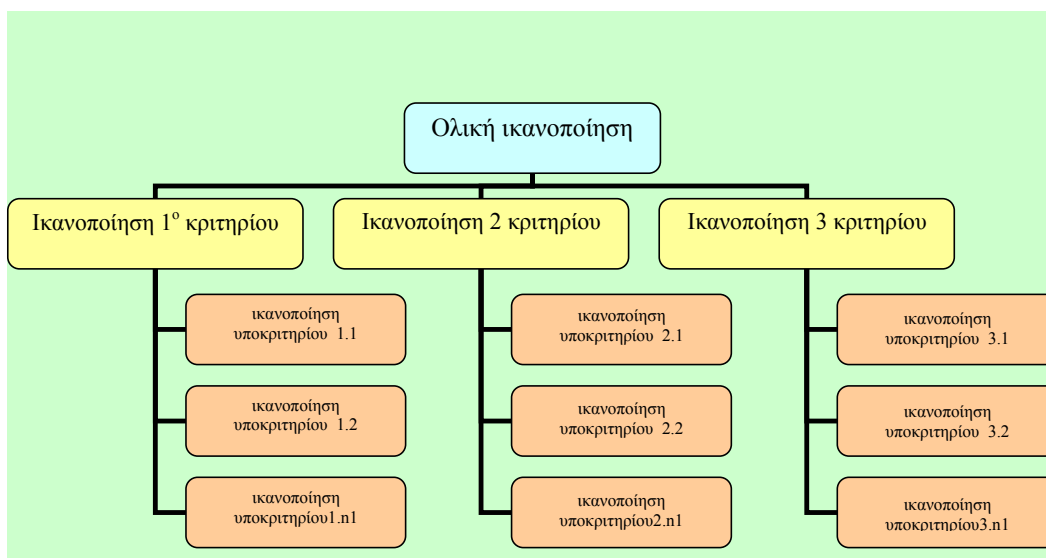 Ολική ικανοποίηση
Ικανοποίηση 1º κριτηρίου
Ικανοποίηση 2 κριτηρίου
Ικανοποίηση 3 κριτηρίου
ικανοποίηση
υποκριτηρίου 1.1
ικανοποίηση
υποκριτηρίου 2.1
ικανοποίηση
υποκριτηρίου 3.1
ικανοποίηση
υποκριτηρίου 1.2
ικανοποίηση
υποκριτηρίου 2.2
ικανοποίηση
υποκριτηρίου 3.2
ικανοποίηση
υποκριτηρίου1.n1
ικανοποίηση
υποκριτηρίου2.n1
ικανοποίηση
υποκριτηρίου3.n1